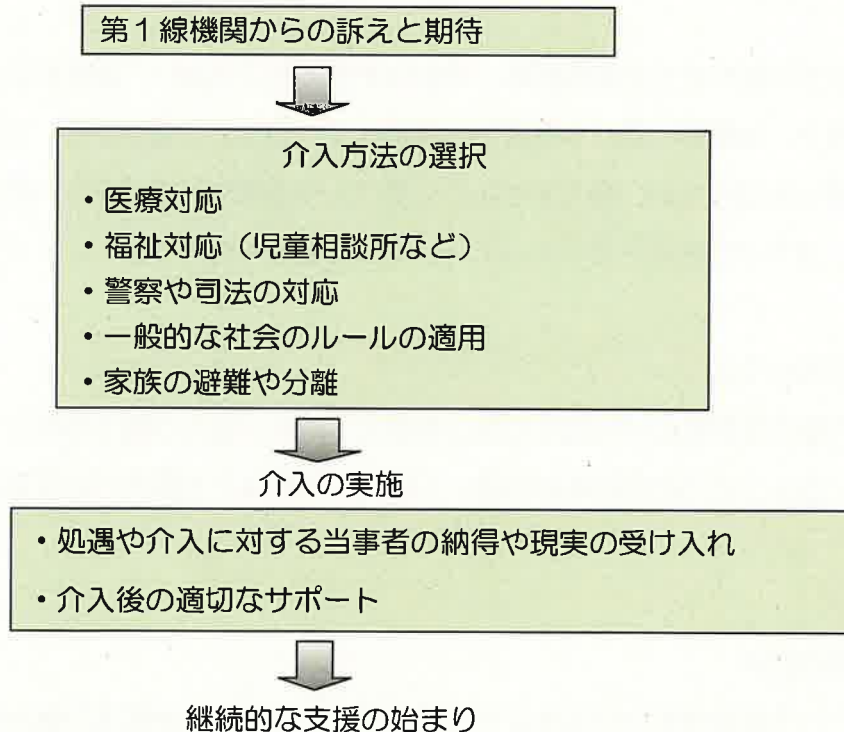 第1線機関からの訴えと期待
介入方法の選択
・医療対応
・福祉対応（児童相談所など）
・警察や司法の対応
・一般的な社会のルールの適用
・家族の避難や分離
介入の実施
・処遇や介入に対する当事者の納得や現実の受け入れ
・介入後の適切なサポート
継続的な支援の始まり